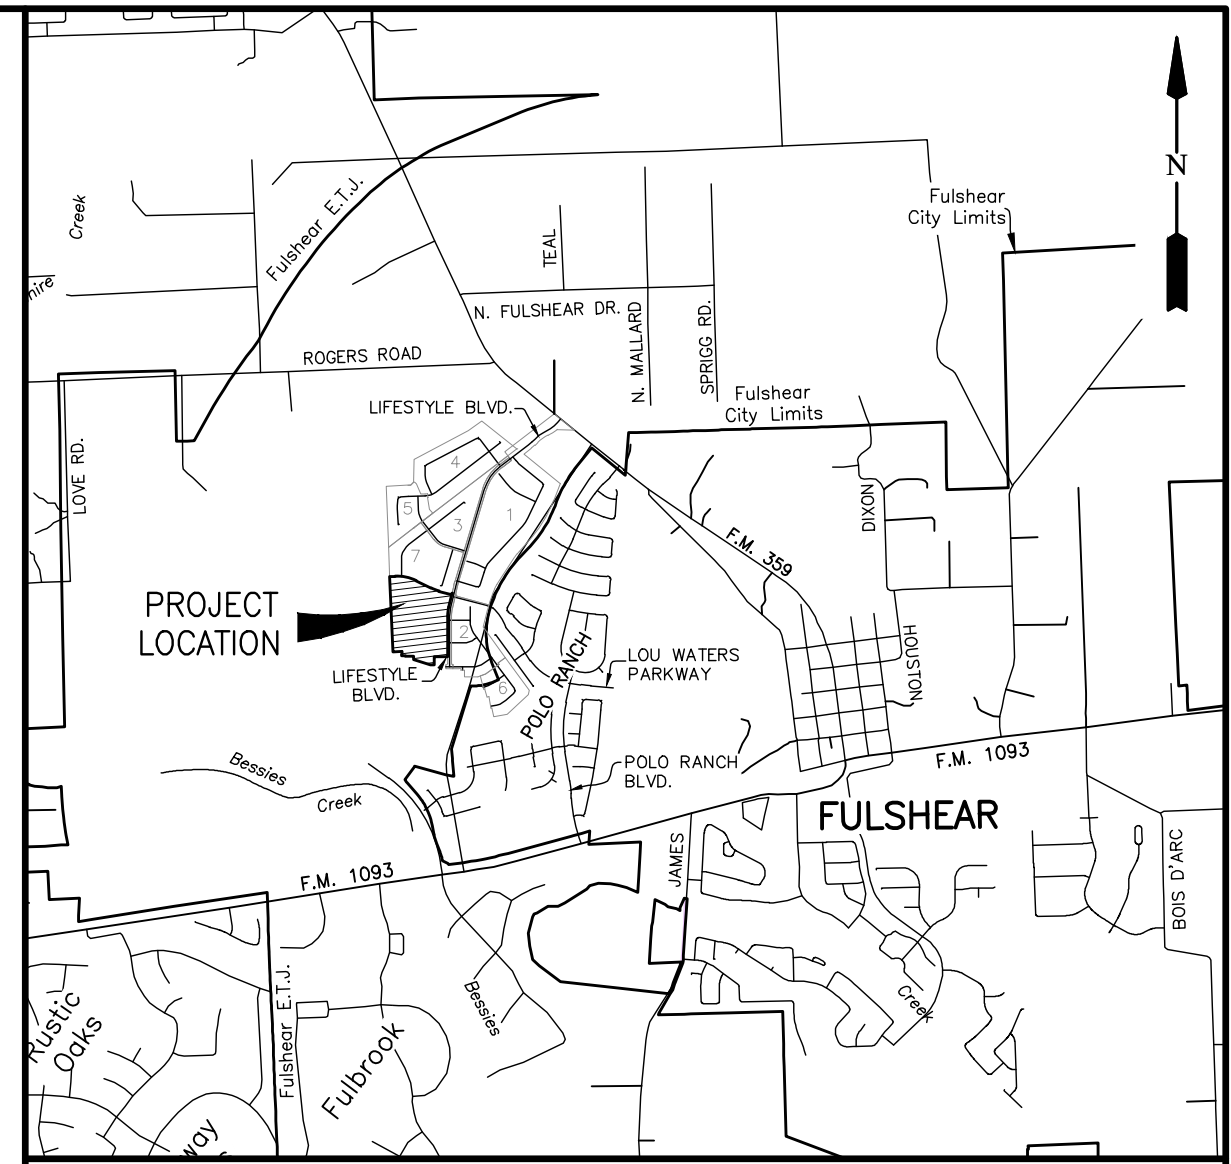 N
Creek
Fulshear E.T.J.
Fulshear
City Limits
TEAL
N. FULSHEAR DR.
N. MALLARD
SPRIGG RD.
ROGERS ROAD
LIFESTYLE BLVD.
Fulshear
City Limits
LOVE RD.
4
5
3
1
7
DIXON
F.M. 359
PROJECT
LOCATION
2
6
LIFESTYLE
BLVD.
POLO RANCH
LOU WATERS
PARKWAY
HOUSTON
POLO RANCH
BLVD.
F.M. 1093
Bessies
Creek
FULSHEAR
JAMES
BOIS D'ARC
F.M. 1093
Fulshear E.T.J.
Bessies
Creek
Rustic
Oaks
Fulbrook